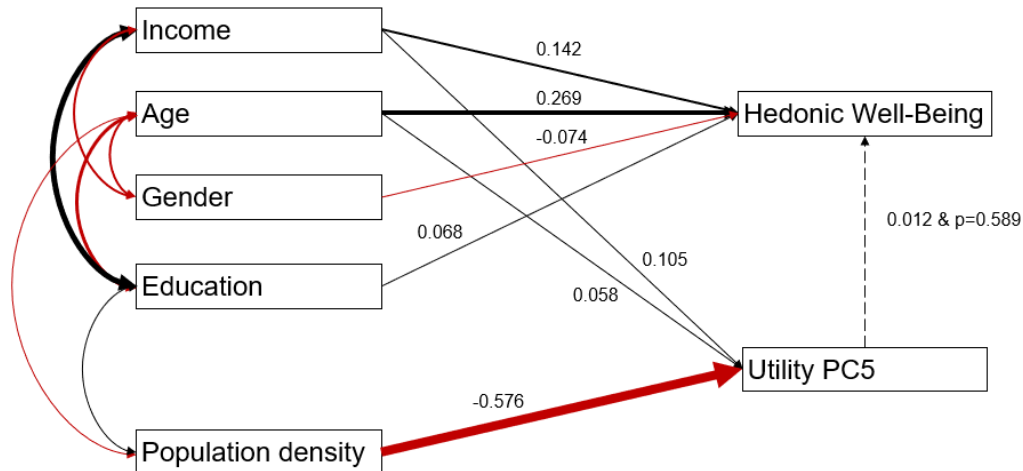 Income
0.142
Age
0.269
Hedonic Well-Being
-0.074
Gender
0.068
0.012 & p=0.589
0.105
Education
0.058
Utility PC5
-0.576
Population density